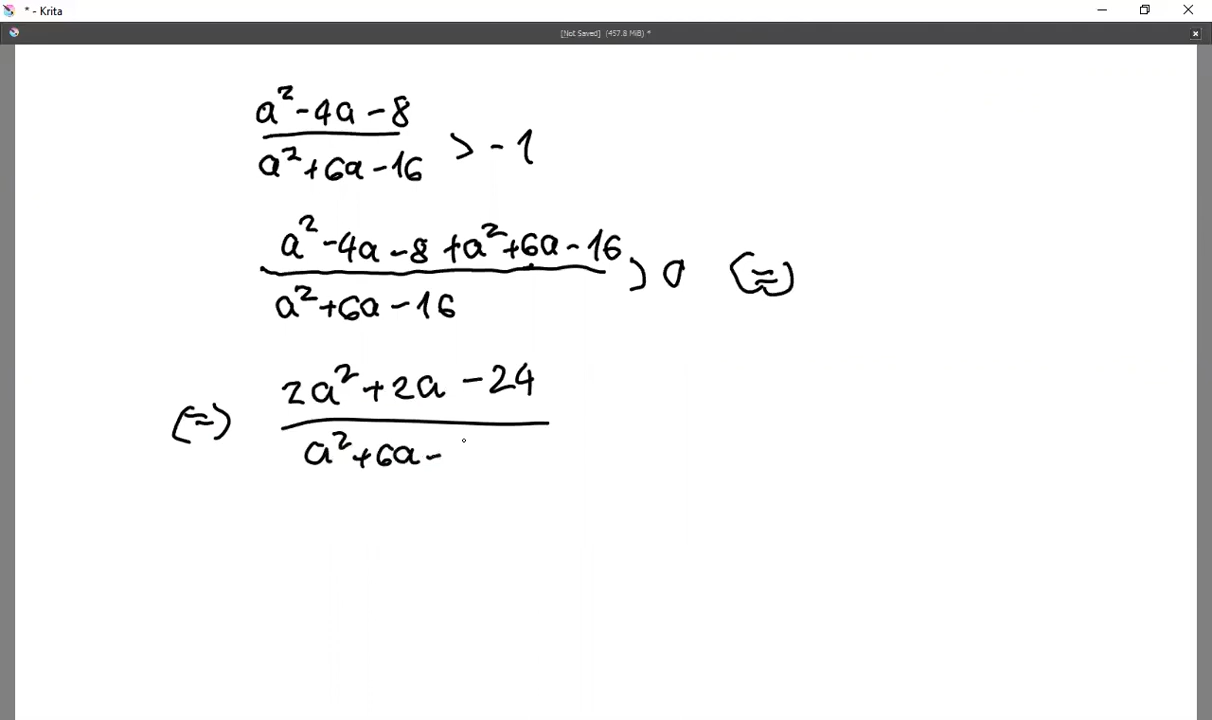 * - Krita
[Not Saved] (457.8 MiB) *
a²-4a-8
a²+6a-16
>-1
a²-4a-8+a²+6a-16
a²+6a-16
>0 (=)
(=) 2a²+2a-24
a²+6a-